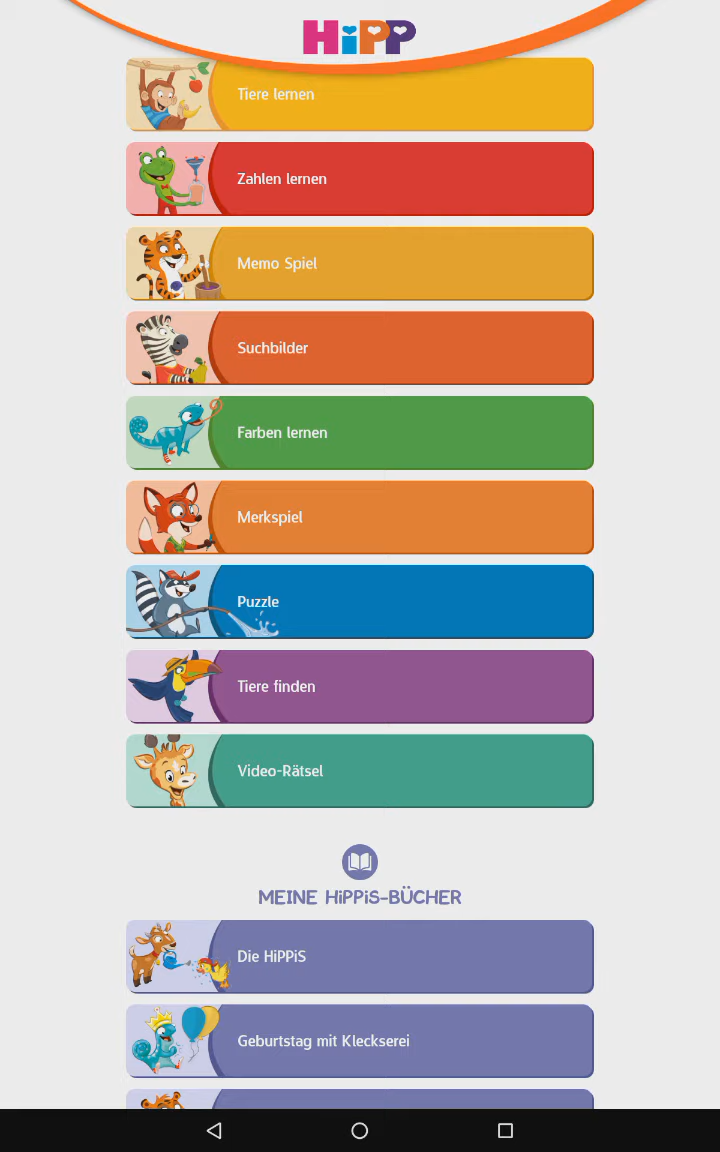 HiPP
Tiere lernen
Zahlen lernen
Memo Spiel
Suchbilder
Farben lernen
Merkspiel
Puzzle
Tiere finden
Video-Rätsel
MEINE HiPPiS-BÜCHER
Die HiPPiS
Geburtstag mit Kleckserei